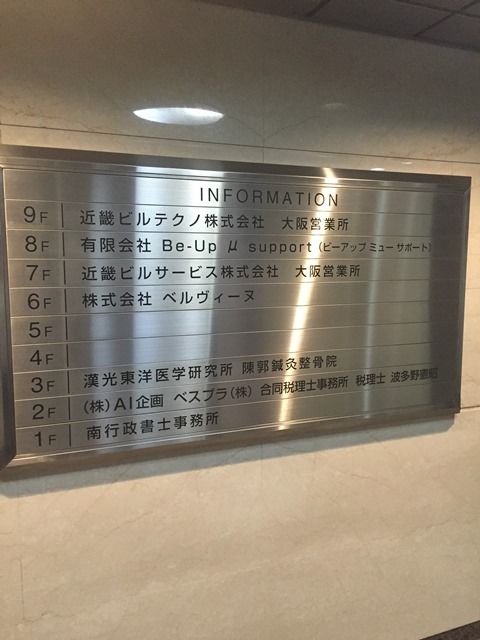 INFORMATION
9F 近畿ビルテクノ株式会社 大阪営業所
8F 有限会社 Be-Up μ support (ビーアップ ミュー サポート)
7F 近畿ビルサービス株式会社 大阪営業所
6F 株式会社 ベルヴィーヌ
5F
4F
3F 漢光東洋医学研究所 陳郭鍼灸整骨院
2F (株)AI企画 ベスプラ(株) 合同税理士事務所 税理士 波多野憲昭
1F 南行政書士事務所